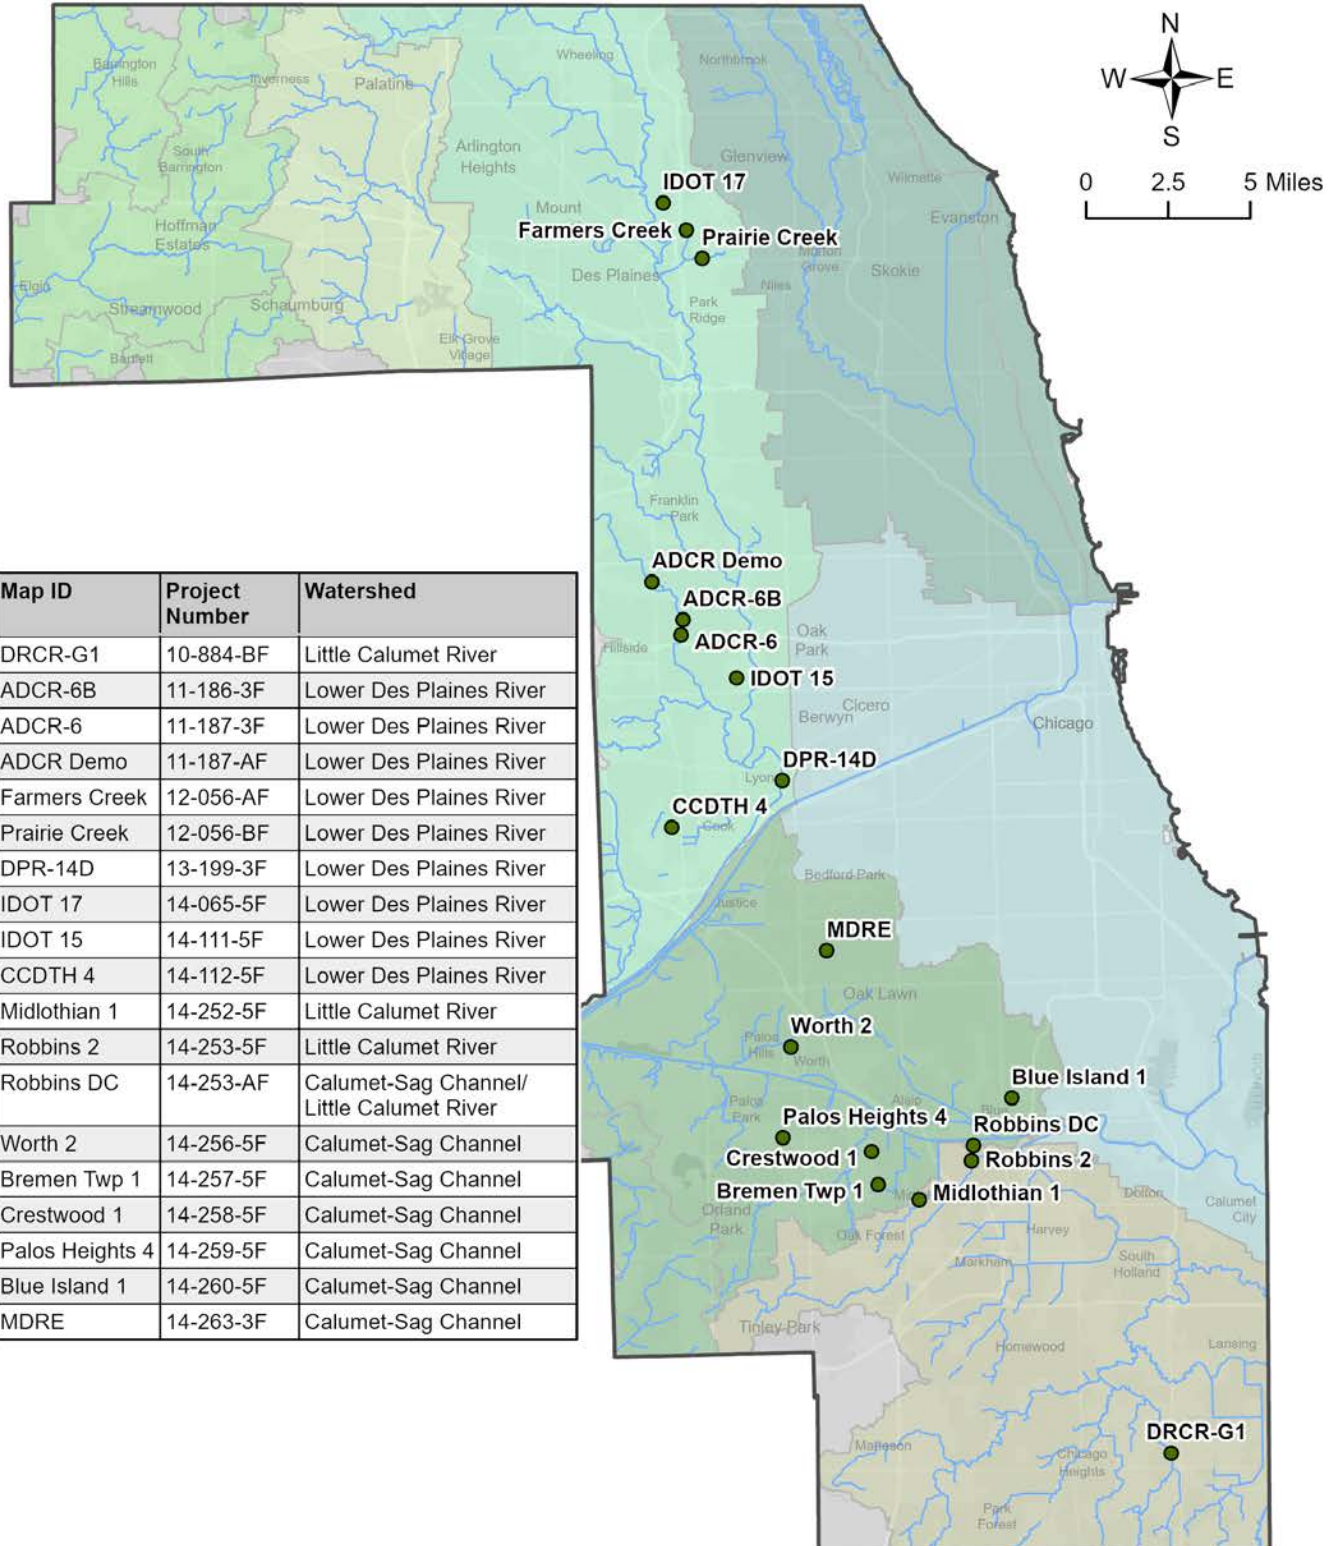 N
W E
S
0 2.5 5 Miles
Barrington
Hills
Inverness
Palatine
Wheeling
Northbrook
South
Barrington
Arlington
Heights
Glenview
Wilmette
IDOT 17
Hoffman
Estates
Mount
Evanston
Farmers Creek
Prairie Creek
Morton
Grove
Des Plaines
Skokie
Elgin
Niles
Streamwood
Schaumburg
Park
Ridge
Bartlett
Elk Grove
Village
Franklin
Park
ADCR Demo
ADCR-6B
ADCR-6
Hillside
Oak
Park
IDOT 15
Cicero
Berwyn
Chicago
DPR-14D
Lyons
CCDTH 4
Cook
Bedford Park
Justice
MDRE
Oak Lawn
Worth 2
Palos
Hills
Worth
Blue Island 1
Palos
Park
Alsip
Blue
Palos Heights 4
Robbins DC
Crestwood 1
Robbins 2
Bremen Twp 1
Midlothian 1
Orland
Park
Dolton
Calumet
City
Oak Forest
Harvey
Markham
South
Holland
Tinley Park
Homewood
Lansing
DRCR-G1
Matteson
Chicago
Heights
Park
Forest
Map ID Project Number Watershed
DRCR-G1 10-884-BF Little Calumet River
ADCR-6B 11-186-3F Lower Des Plaines River
ADCR-6 11-187-3F Lower Des Plaines River
ADCR Demo 11-187-AF Lower Des Plaines River
Farmers Creek 12-056-AF Lower Des Plaines River
Prairie Creek 12-056-BF Lower Des Plaines River
DPR-14D 13-199-3F Lower Des Plaines River
IDOT 17 14-065-5F Lower Des Plaines River
IDOT 15 14-111-5F Lower Des Plaines River
CCDTH 4 14-112-5F Lower Des Plaines River
Midlothian 1 14-252-5F Little Calumet River
Robbins 2 14-253-5F Little Calumet River
Robbins DC 14-253-AF Calumet-Sag Channel/
Little Calumet River
Worth 2 14-256-5F Calumet-Sag Channel
Bremen Twp 1 14-257-5F Calumet-Sag Channel
Crestwood 1 14-258-5F Calumet-Sag Channel
Palos Heights 4 14-259-5F Calumet-Sag Channel
Blue Island 1 14-260-5F Calumet-Sag Channel
MDRE 14-263-3F Calumet-Sag Channel